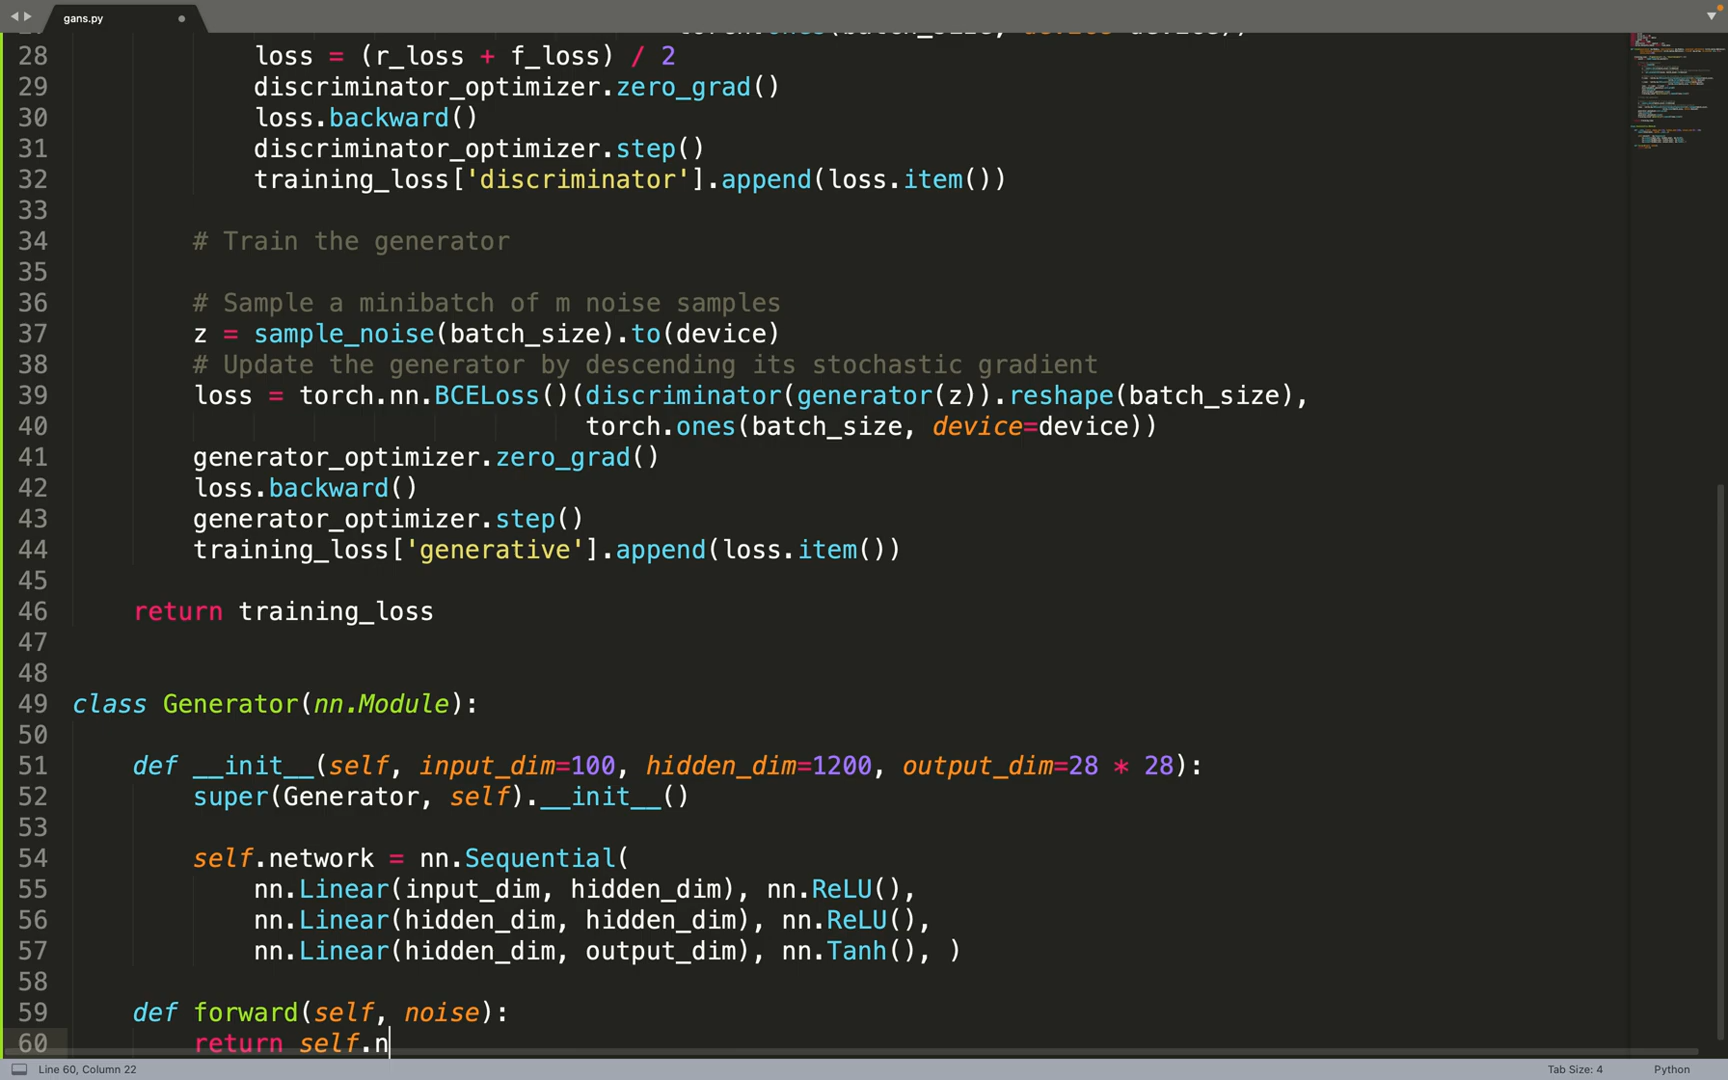 gans.py
28 loss = (r_loss + f_loss) / 2
29 discriminator_optimizer.zero_grad()
30 loss.backward()
31 discriminator_optimizer.step()
32 training_loss['discriminator'].append(loss.item())
33
34 # Train the generator
35
36 # Sample a minibatch of m noise samples
37 z = sample_noise(batch_size).to(device)
38 # Update the generator by descending its stochastic gradient
39 loss = torch.nn.BCELoss()(discriminator(generator(z)).reshape(batch_size),
40 torch.ones(batch_size, device=device))
41 generator_optimizer.zero_grad()
42 loss.backward()
43 generator_optimizer.step()
44 training_loss['generative'].append(loss.item())
45
46 return training_loss
47
48
49 class Generator(nn.Module):
50
51 def __init__(self, input_dim=100, hidden_dim=1200, output_dim=28 * 28):
52 super(Generator, self).__init__()
53
54 self.network = nn.Sequential(
55 nn.Linear(input_dim, hidden_dim), nn.ReLU(),
56 nn.Linear(hidden_dim, hidden_dim), nn.ReLU(),
57 nn.Linear(hidden_dim, output_dim), nn.Tanh(), )
58
59 def forward(self, noise):
60 return self.n
Line 60, Column 22
Tab Size: 4
Python